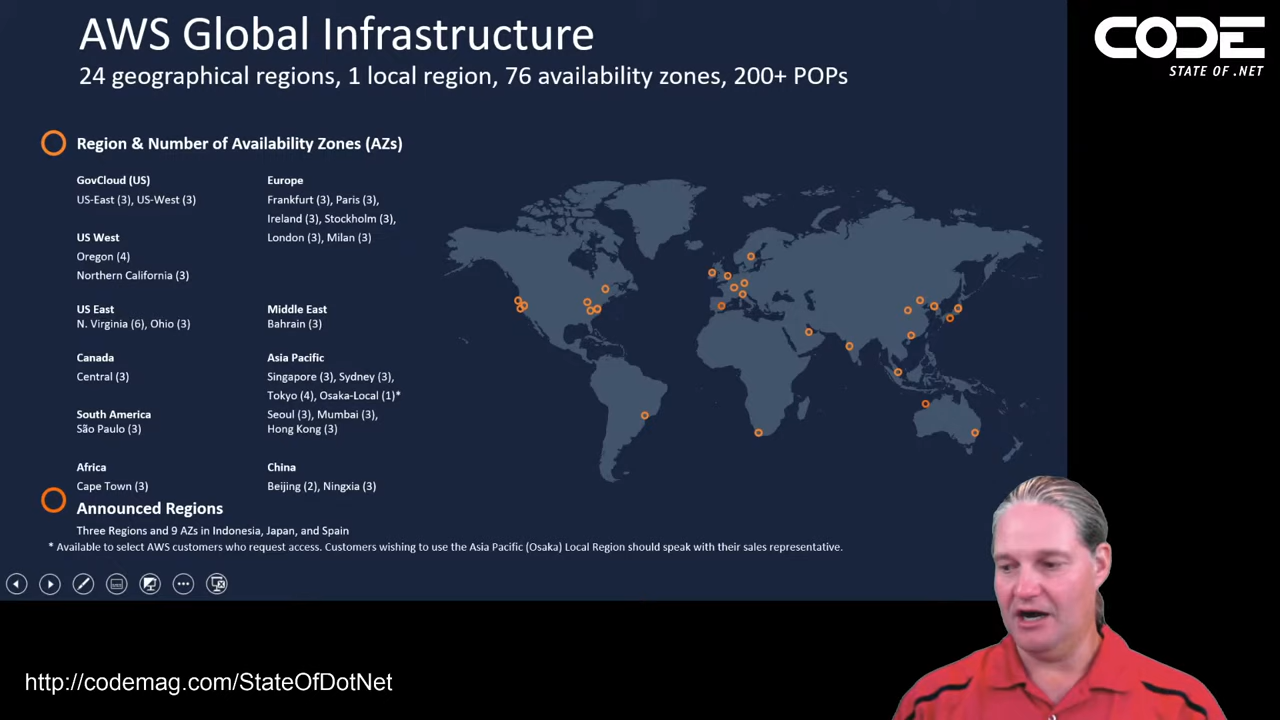 AWS Global Infrastructure
24 geographical regions, 1 local region, 76 availability zones, 200+ POPs
CODE
STATE OF .NET
Region & Number of Availability Zones (AZs)
GovCloud (US)
US-East (3), US-West (3)
US West
Oregon (4)
Northern California (3)
US East
N. Virginia (6), Ohio (3)
Canada
Central (3)
South America
São Paulo (3)
Africa
Cape Town (3)
Europe
Frankfurt (3), Paris (3),
Ireland (3), Stockholm (3),
London (3), Milan (3)
Middle East
Bahrain (3)
Asia Pacific
Singapore (3), Sydney (3),
Tokyo (4), Osaka-Local (1)*
Seoul (3), Mumbai (3),
Hong Kong (3)
China
Beijing (2), Ningxia (3)
Announced Regions
Three Regions and 9 AZs in Indonesia, Japan, and Spain
* Available to select AWS customers who request access. Customers wishing to use the Asia Pacific (Osaka) Local Region should speak with their sales representative.
http://codemag.com/StateOfDotNet